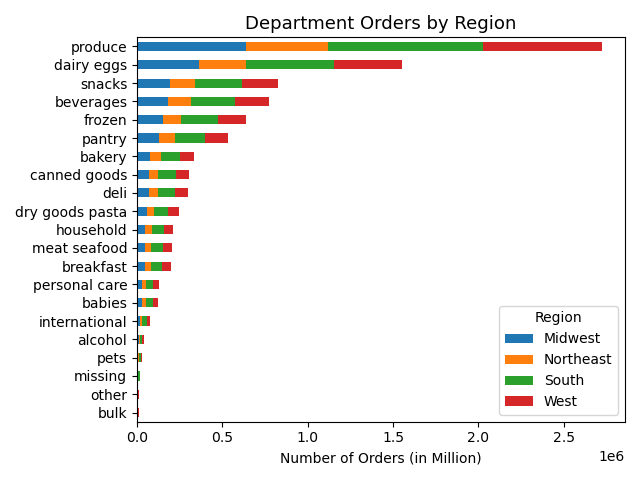 Department Orders by Region
produce
dairy eggs
snacks
beverages
frozen
pantry
bakery
canned goods
deli
dry goods pasta
household
meat seafood
breakfast
personal care
babies
international
alcohol
pets
missing
other
bulk
Region
Midwest
Northeast
South
West
0.0 0.5 1.0 1.5 2.0 2.5
1e6
Number of Orders (in Million)